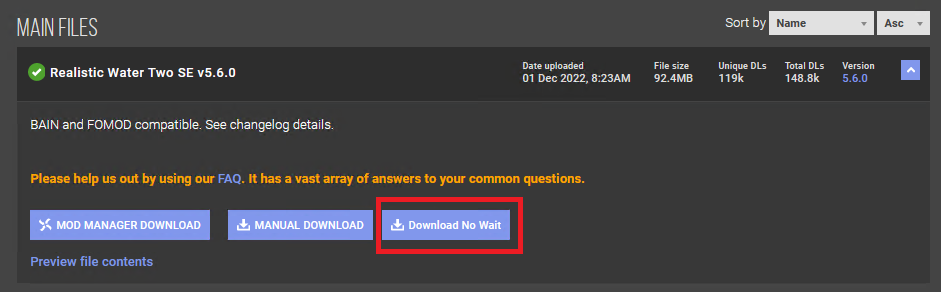 MAIN FILES
Sort by Name Asc
Realistic Water Two SE v5.6.0
Date uploaded File size Unique DLs Total DLs Version
01 Dec 2022, 8:23AM 92.4MB 119k 148.8k 5.6.0
BAIN and FOMOD compatible. See changelog details.
Please help us out by using our FAQ. It has a vast array of answers to your common questions.
MOD MANAGER DOWNLOAD MANUAL DOWNLOAD Download No Wait
Preview file contents